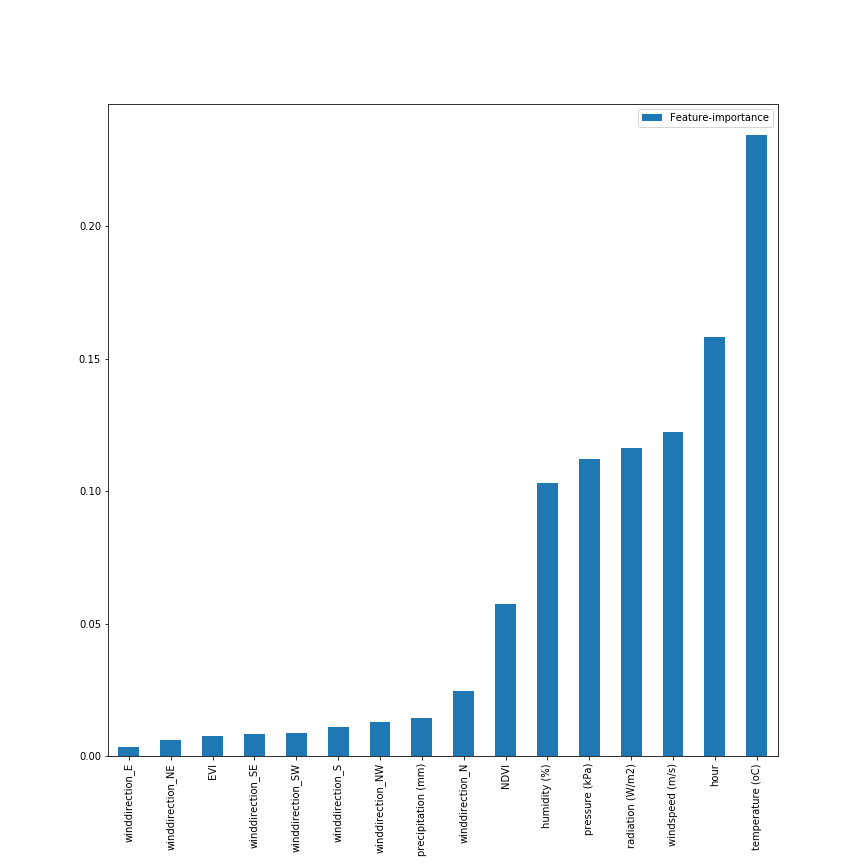 Feature-importance
0.20
0.15
0.10
0.05
0.00
winddirection_E
winddirection_NE
EVI
winddirection_SE
winddirection_SW
winddirection_S
winddirection_NW
precipitation (mm)
winddirection_N
NDVI
humidity (%)
pressure (kPa)
radiation (W/m2)
windspeed (m/s)
hour
temperature (oC)